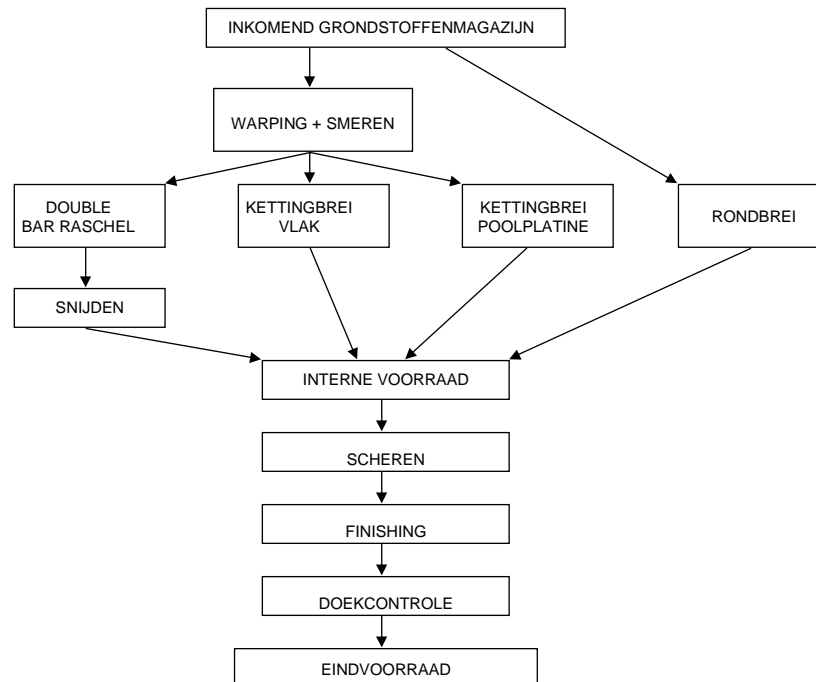 INKOMEND GRONDSTOFFENMAGAZIJN
WARPING + SMEREN
DOUBLE
BAR RASCHEL
KETTINGBREI
VLAK
KETTINGBREI
POOLPLATINE
RONDBREI
SNIJDEN
INTERNE VOORRAAD
SCHEREN
FINISHING
DOEKCONTROLE
EINDVOORRAAD